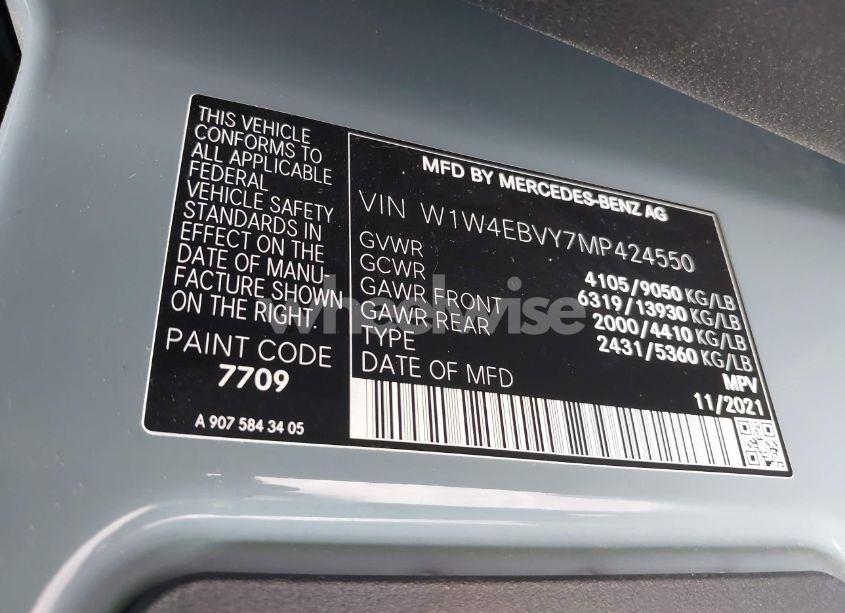 THIS VEHICLE
CONFORMS TO
ALL APPLICABLE
FEDERAL
VEHICLE SAFETY
STANDARDS IN
EFFECT ON THE
DATE OF MANU-
FACTURE SHOWN
ON THE RIGHT.
PAINT CODE
7709
A 907 584 34 05
MFD BY MERCEDES-BENZ AG
VIN W1W4EBVY7MP424550
GVWR 4105/9050 KG/LB
GCWR 6319/13930 KG/LB
GAWR FRONT 2000/4410 KG/LB
GAWR REAR 2431/5360 KG/LB
TYPE MPV
DATE OF MFD 11/2021
wheelwise